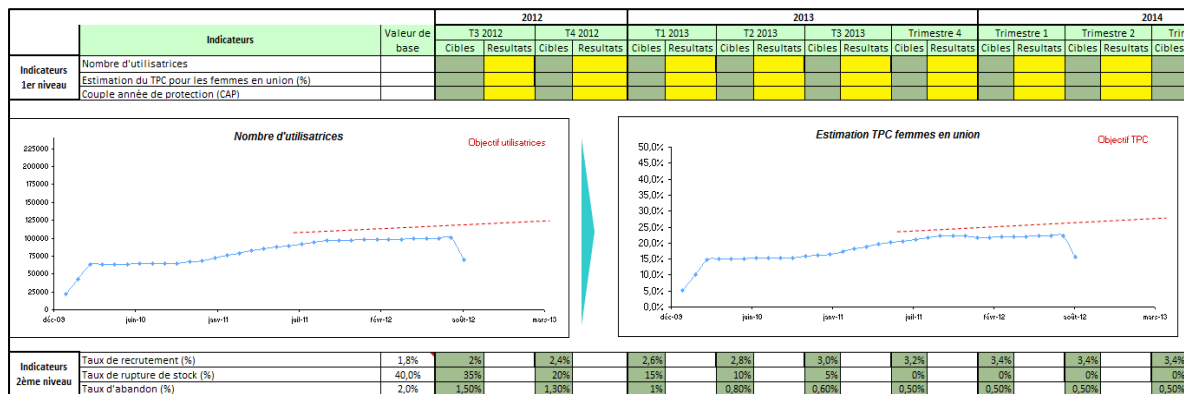 2012 2013 2014
Indicateurs Valeur de base T3 2012 T4 2012 T1 2013 T2 2013 T3 2013 Trimestre 4 Trimestre 1 Trimestre 2 Trim
Cibles Resultats Cibles Resultats Cibles Resultats Cibles Resultats Cibles Resultats Cibles Resultats Cibles Resultats Cibles Resultats Cibles
Indicateurs 1er niveau
Nombre d'utilisatrices
Estimation du TPC pour les femmes en union (%)
Couple année de protection (CAP)
Nombre d'utilisatrices
Objectif utilisatrices
225000
200000
175000
150000
125000
100000
75000
50000
25000
0
déc-09 juin-10 janv-11 juil-11 févr-12 août-12 mars-13
Estimation TPC femmes en union
Objectif TPC
50,0%
45,0%
40,0%
35,0%
30,0%
25,0%
20,0%
15,0%
10,0%
5,0%
0,0%
déc-09 juin-10 janv-11 juil-11 févr-12 août-12 mars-13
Indicateurs 2ème niveau
Taux de recrutement (%) 1,8% 2% 2,4% 2,6% 2,8% 3,0% 3,2% 3,4% 3,4% 3,4%
Taux de rupture de stock (%) 40,0% 35% 20% 15% 10% 5% 0% 0% 0% 0%
Taux d'abandon (%) 2,0% 1,50% 1,30% 1% 0,80% 0,60% 0,50% 0,50% 0,50% 0,50%